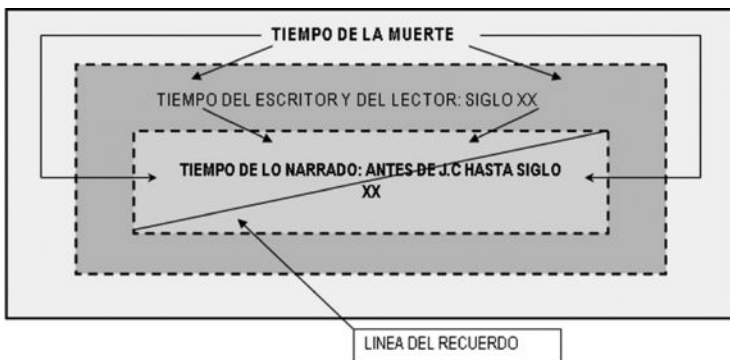 TIEMPO DE LA MUERTE
TIEMPO DEL ESCRITOR Y DEL LECTOR: SIGLO XX
TIEMPO DE LO NARRADO: ANTES DE J.C HASTA SIGLO
XX
LINEA DEL RECUERDO